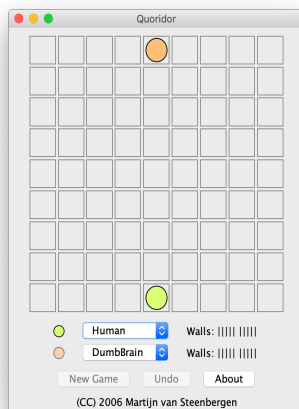 Quoridor
Human Walls: ||||| |||||
DumbBrain Walls: ||||| |||||
New Game Undo About
(CC) 2006 Martijn van Steenbergen